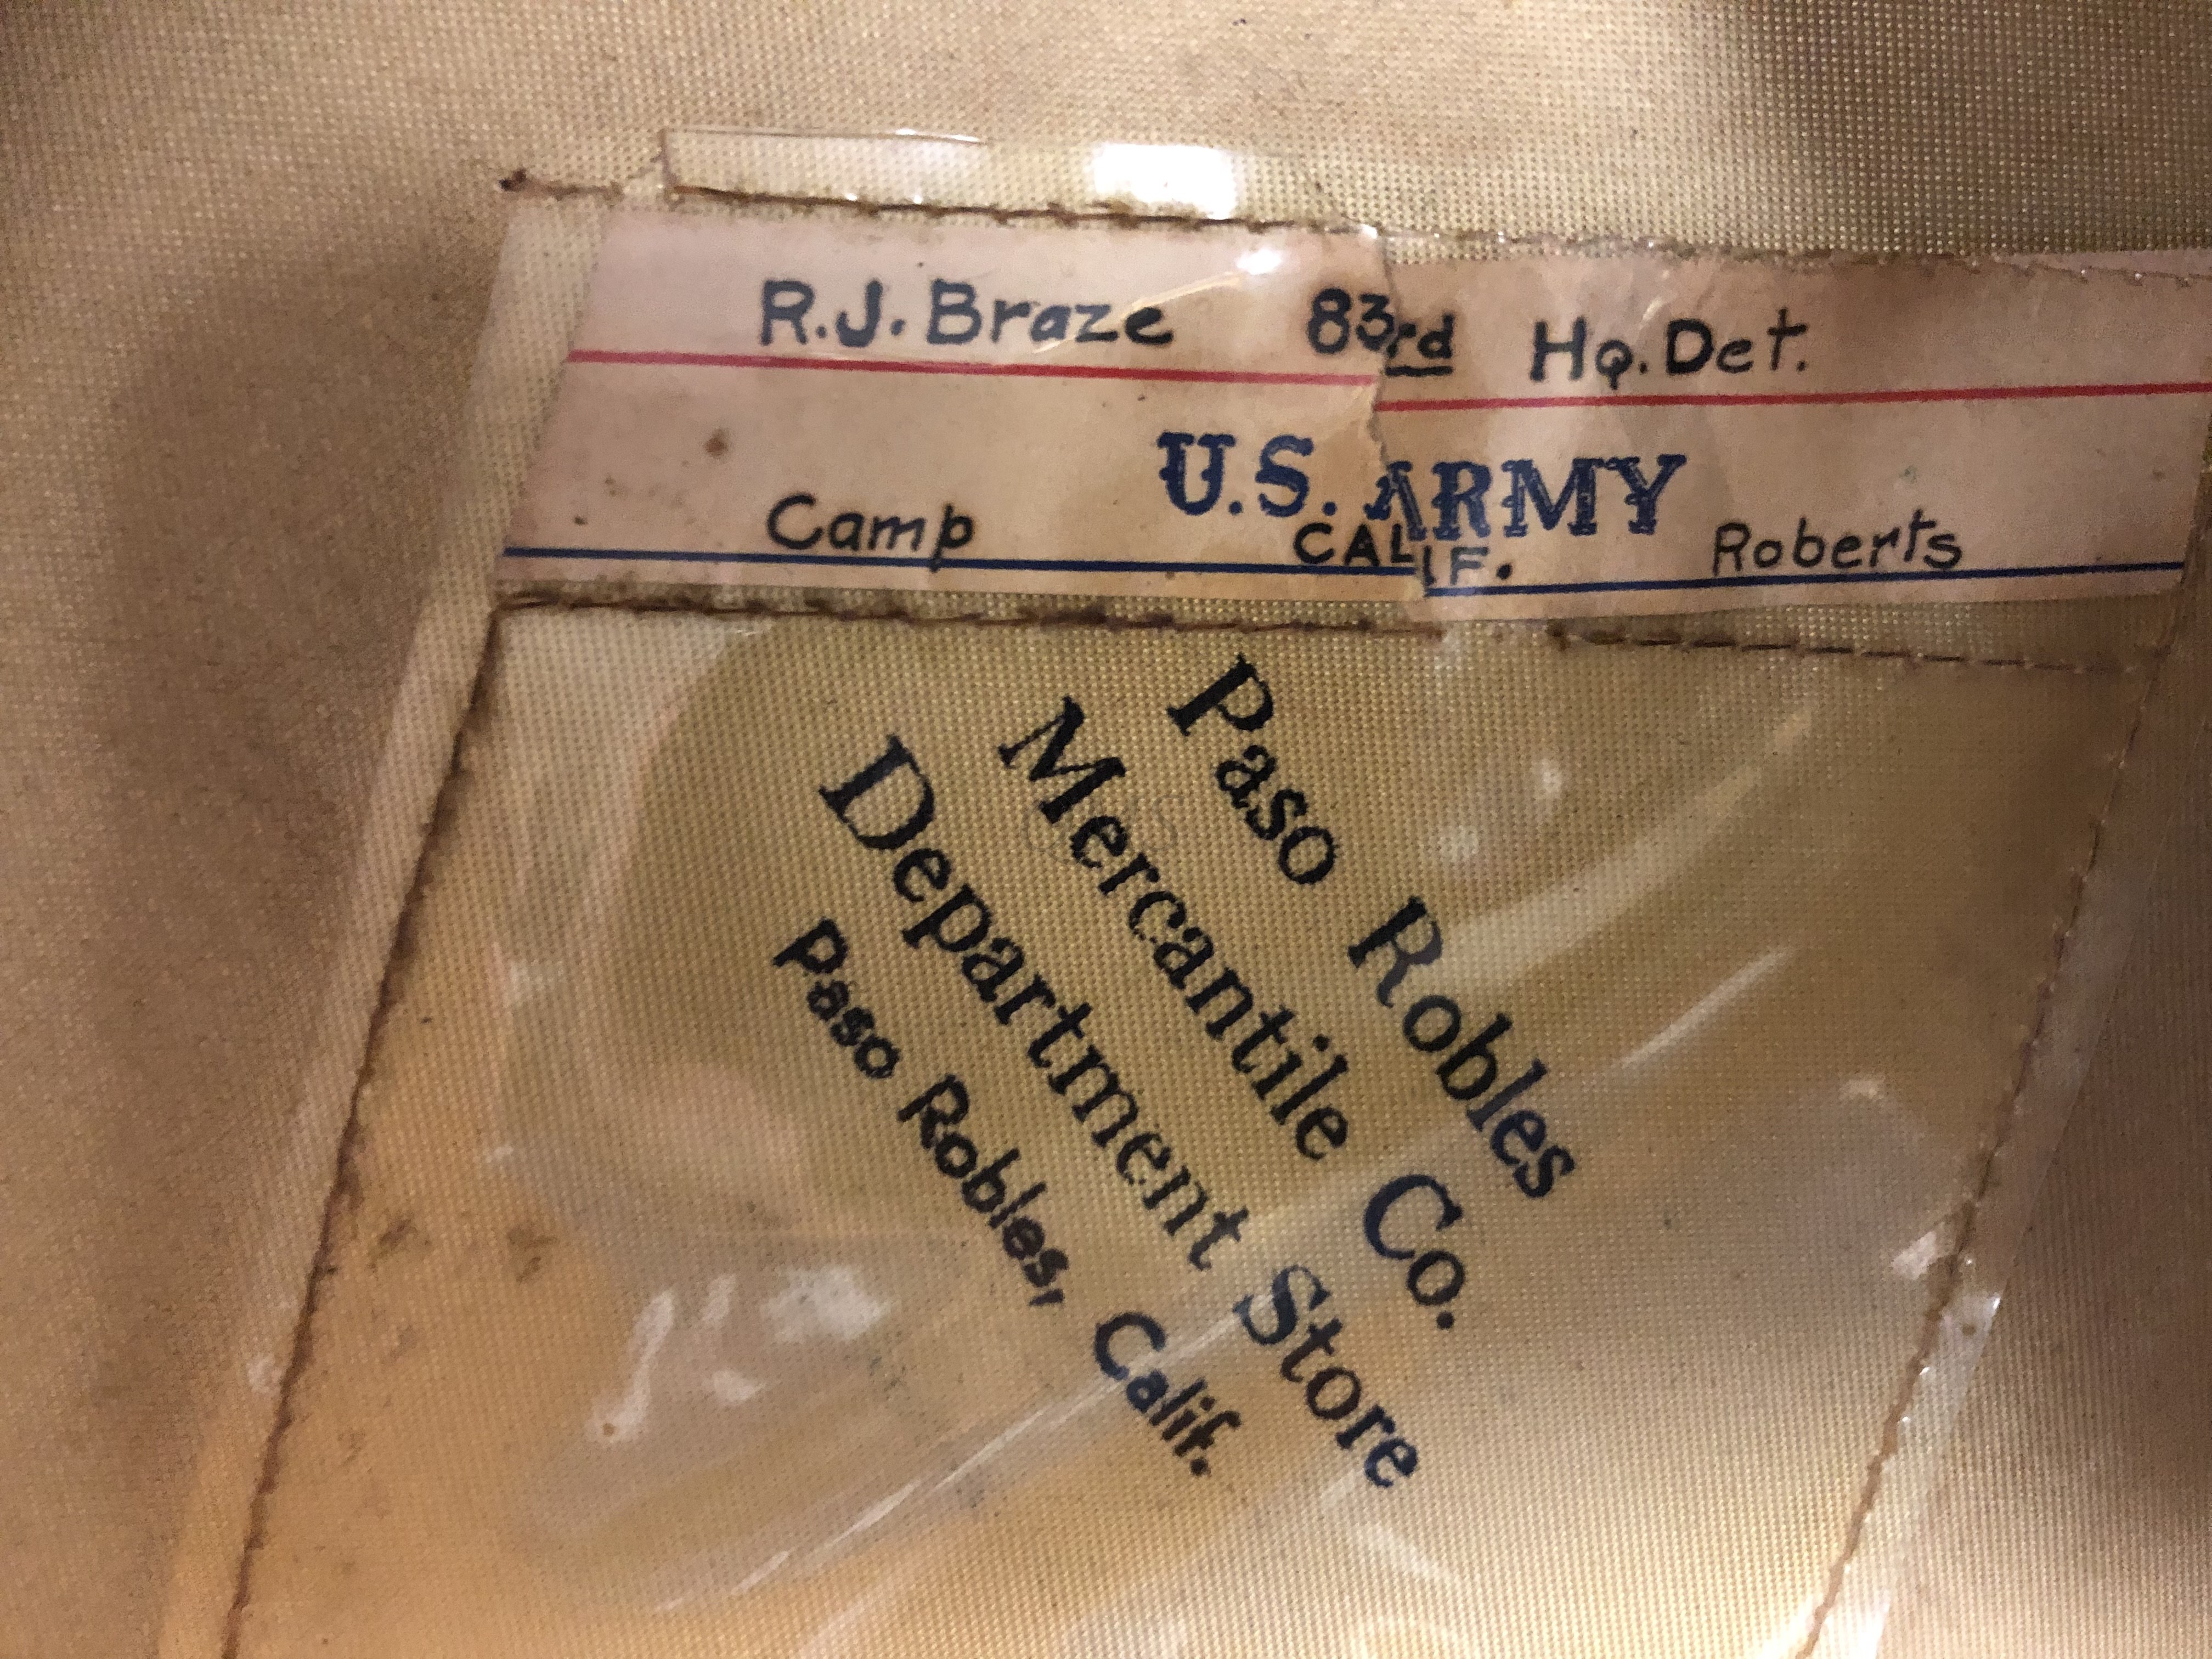 R.J. Braze 83rd Hq. Det.
U.S. ARMY
Camp CALIF. Roberts
Paso Robles
Mercantile Co.
Department Store
Paso Robles, Calif.